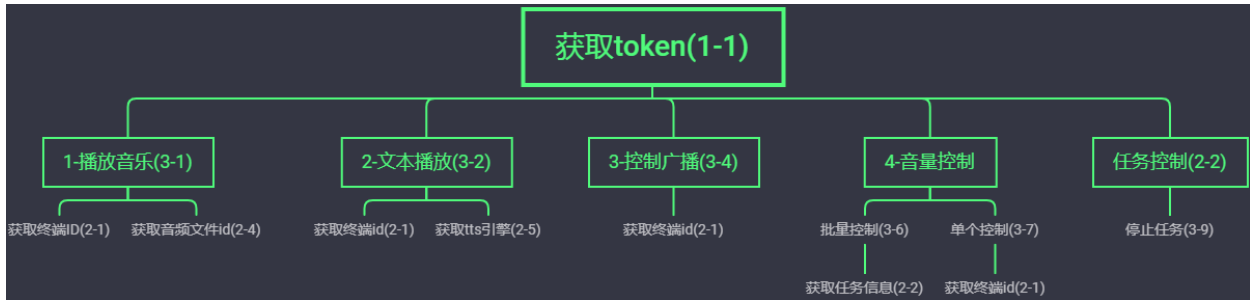 获取token(1-1)
1-播放音乐(3-1)
2-文本播放(3-2)
3-控制广播(3-4)
4-音量控制
任务控制(2-2)
获取终端ID(2-1)
获取音频文件id(2-4)
获取终端id(2-1)
获取tts引擎(2-5)
获取终端id(2-1)
批量控制(3-6)
单个控制(3-7)
停止任务(3-9)
获取任务信息(2-2)
获取终端id(2-1)